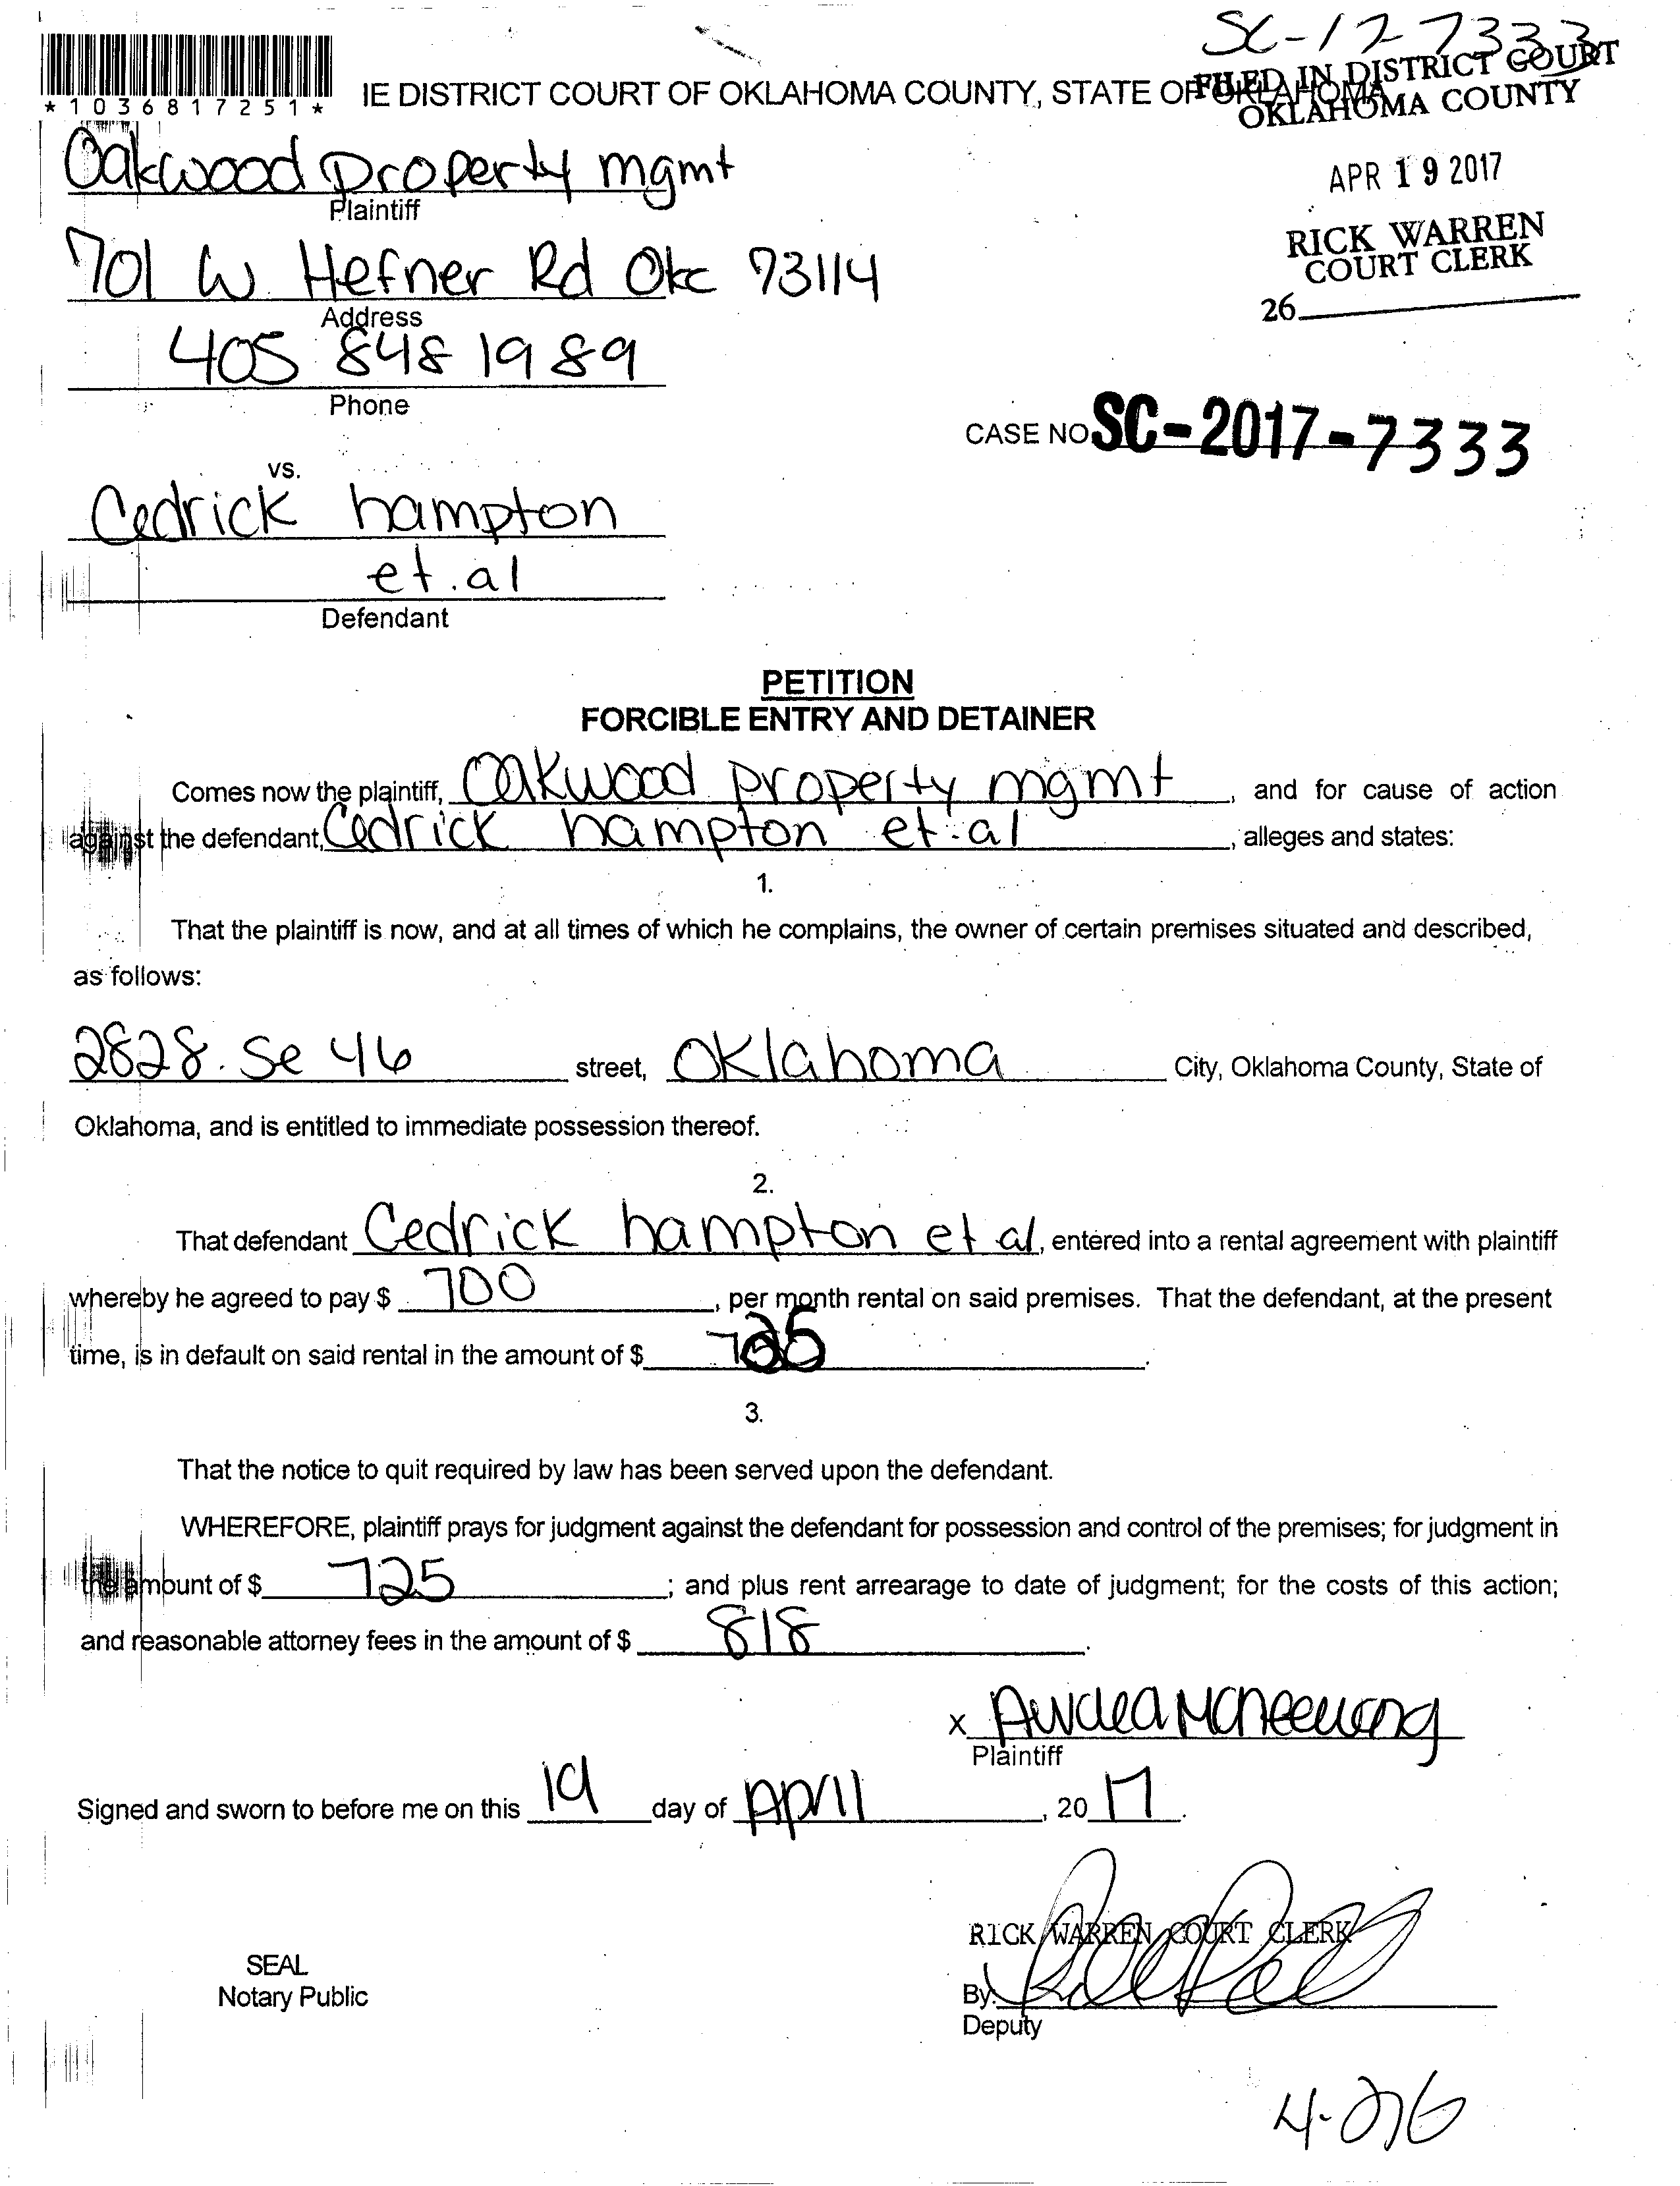 SC-17-7333
FILED IN DISTRICT COURT
*1036817251* IE DISTRICT COURT OF OKLAHOMA COUNTY, STATE OF OKLAHOMA
OKLAHOMA COUNTY
Oakwood property mgmt
Plaintiff
APR 19 2017
701 W. Hefner Rd Okc 73114
Address
RICK WARREN
COURT CLERK
26
405 848 1989
Phone
CASE NO SC-2017-7333
vs.
Cedrick hampton
et.al
Defendant
PETITION
FORCIBLE ENTRY AND DETAINER
Comes now the plaintiff, Oakwood property mgmt, and for cause of action
against the defendant, Cedrick hampton et.al, alleges and states:
1.
That the plaintiff is now, and at all times of which he complains, the owner of certain premises situated and described,
as follows:
2828. Se 46 street, Oklahoma City, Oklahoma County, State of
Oklahoma, and is entitled to immediate possession thereof.
2.
That defendant Cedrick hampton et al, entered into a rental agreement with plaintiff
whereby he agreed to pay $ 700, per month rental on said premises. That the defendant, at the present
time, is in default on said rental in the amount of $ 725.
3.
That the notice to quit required by law has been served upon the defendant.
WHEREFORE, plaintiff prays for judgment against the defendant for possession and control of the premises; for judgment in
the amount of $ 725; and plus rent arrearage to date of judgment; for the costs of this action;
and reasonable attorney fees in the amount of $ 818.
x
Plaintiff
Signed and sworn to before me on this 19 day of April, 20 17.
RICK WARREN COURT CLERK
SEAL
Notary Public
By:
Deputy
4-276